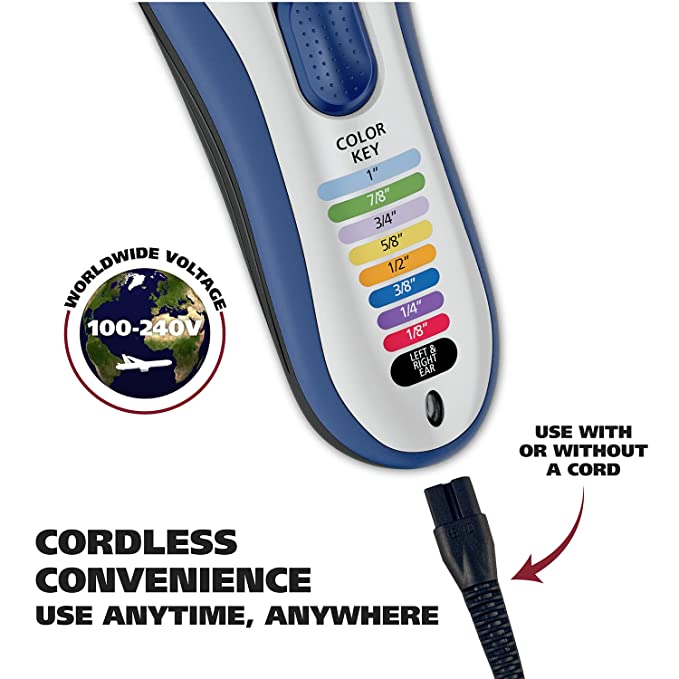 COLOR
KEY
1"
7/8"
3/4"
5/8"
1/2"
3/8"
1/4"
1/8"
LEFT &
RIGHT
EAR
WORLDWIDE VOLTAGE
100-240V
USE WITH
OR WITHOUT
A CORD
CORDLESS
CONVENIENCE
USE ANYTIME, ANYWHERE